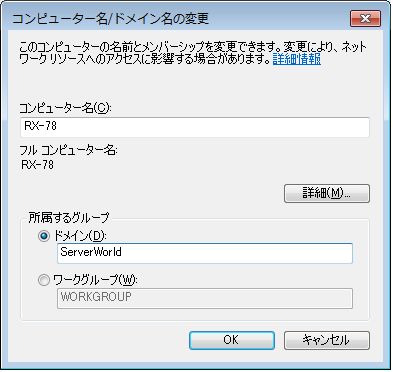 コンピューター名/ドメイン名の変更
このコンピューターの名前とメンバーシップを変更できます。変更により、ネット
ワーク リソースへのアクセスに影響する場合があります。詳細情報
コンピューター名(C):
RX-78
フル コンピューター名:
RX-78
詳細(M)...
所属するグループ
ドメイン(D):
ServerWorld
ワークグループ(W):
WORKGROUP
OK
キャンセル